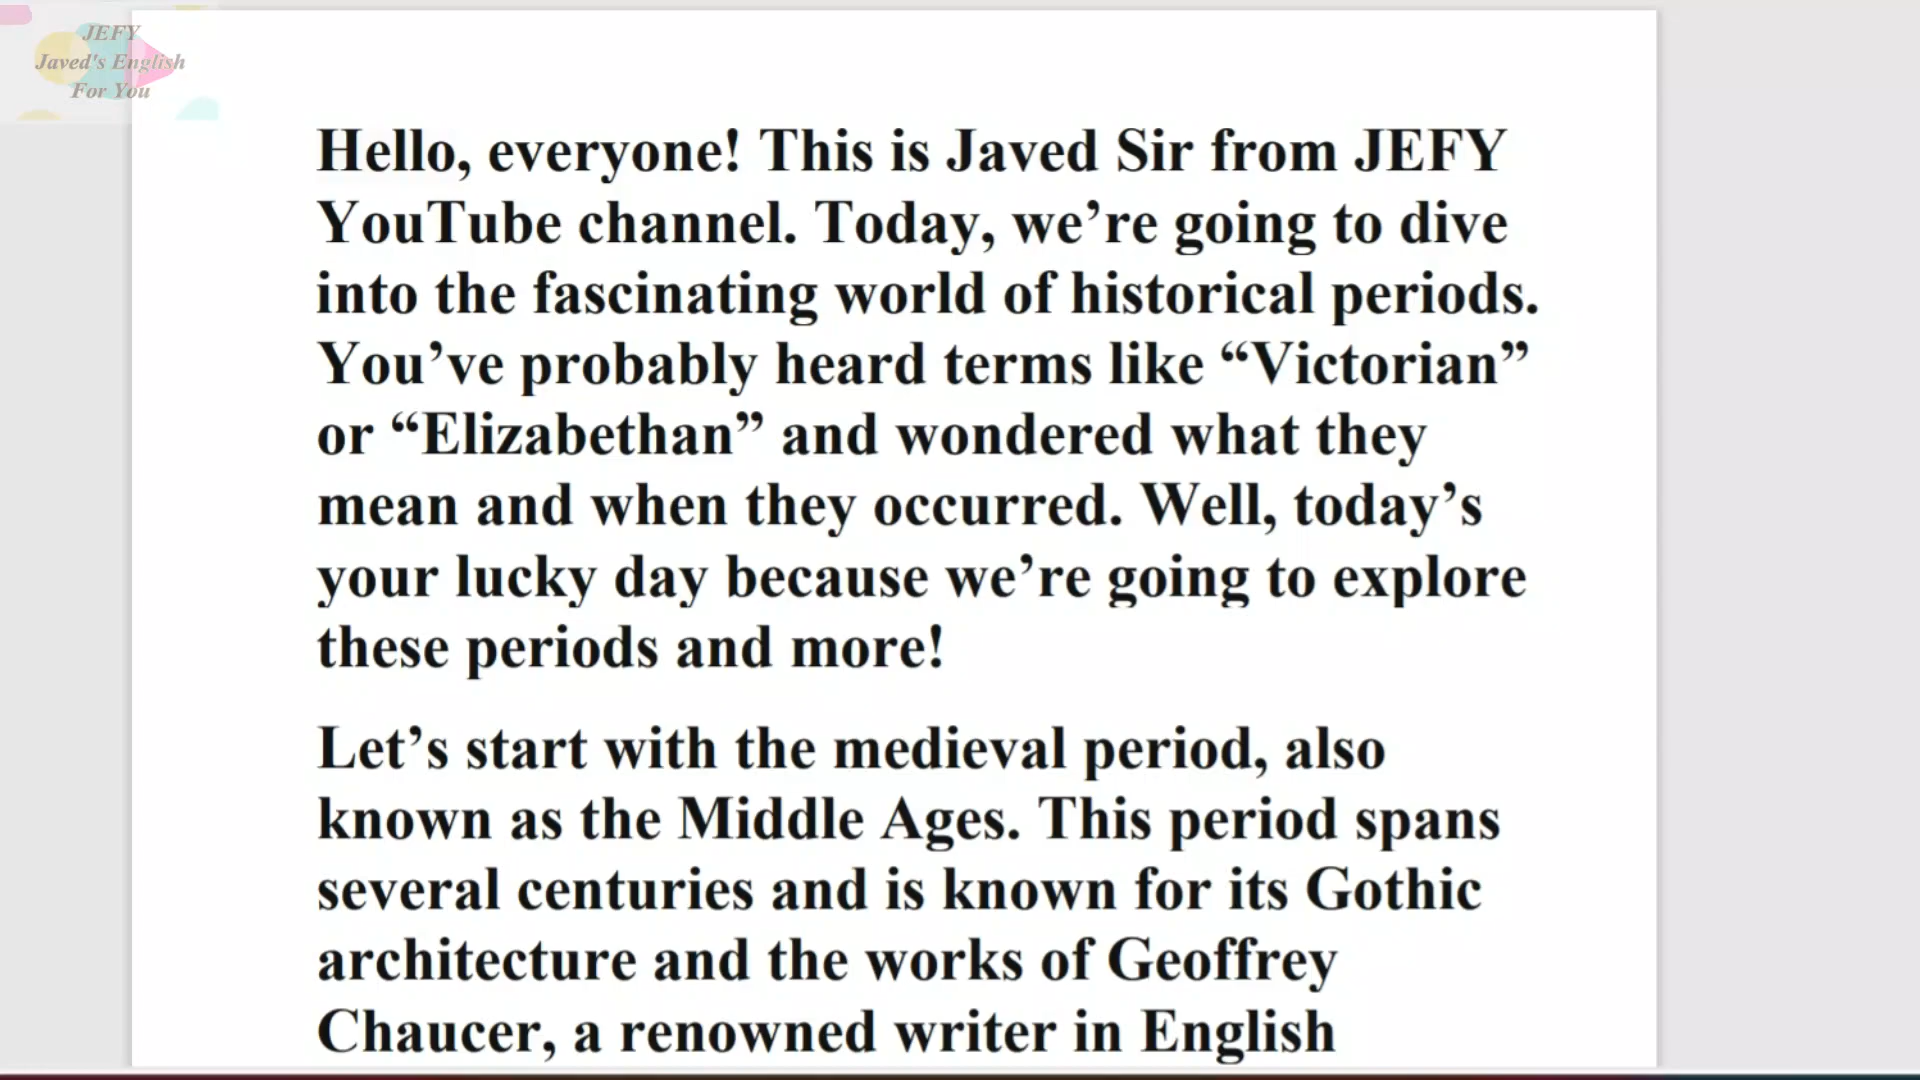 JEFY
Javed's English
For You
Hello, everyone! This is Javed Sir from JEFY
YouTube channel. Today, we’re going to dive
into the fascinating world of historical periods.
You’ve probably heard terms like “Victorian”
or “Elizabethan” and wondered what they
mean and when they occurred. Well, today’s
your lucky day because we’re going to explore
these periods and more!
Let’s start with the medieval period, also
known as the Middle Ages. This period spans
several centuries and is known for its Gothic
architecture and the works of Geoffrey
Chaucer, a renowned writer in English